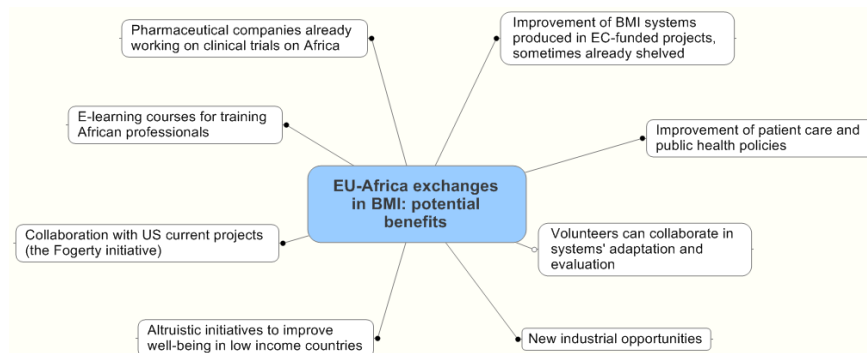 Pharmaceutical companies already
working on clinical trials on Africa
Improvement of BMI systems
produced in EC-funded projects,
sometimes already shelved
E-learning courses for training
African professionals
Improvement of patient care and
public health policies
EU-Africa exchanges
in BMI: potential
benefits
Collaboration with US current projects
(the Fogerty initiative)
Volunteers can collaborate in
systems' adaptation and
evaluation
Altruistic initiatives to improve
well-being in low income countries
New industrial opportunities